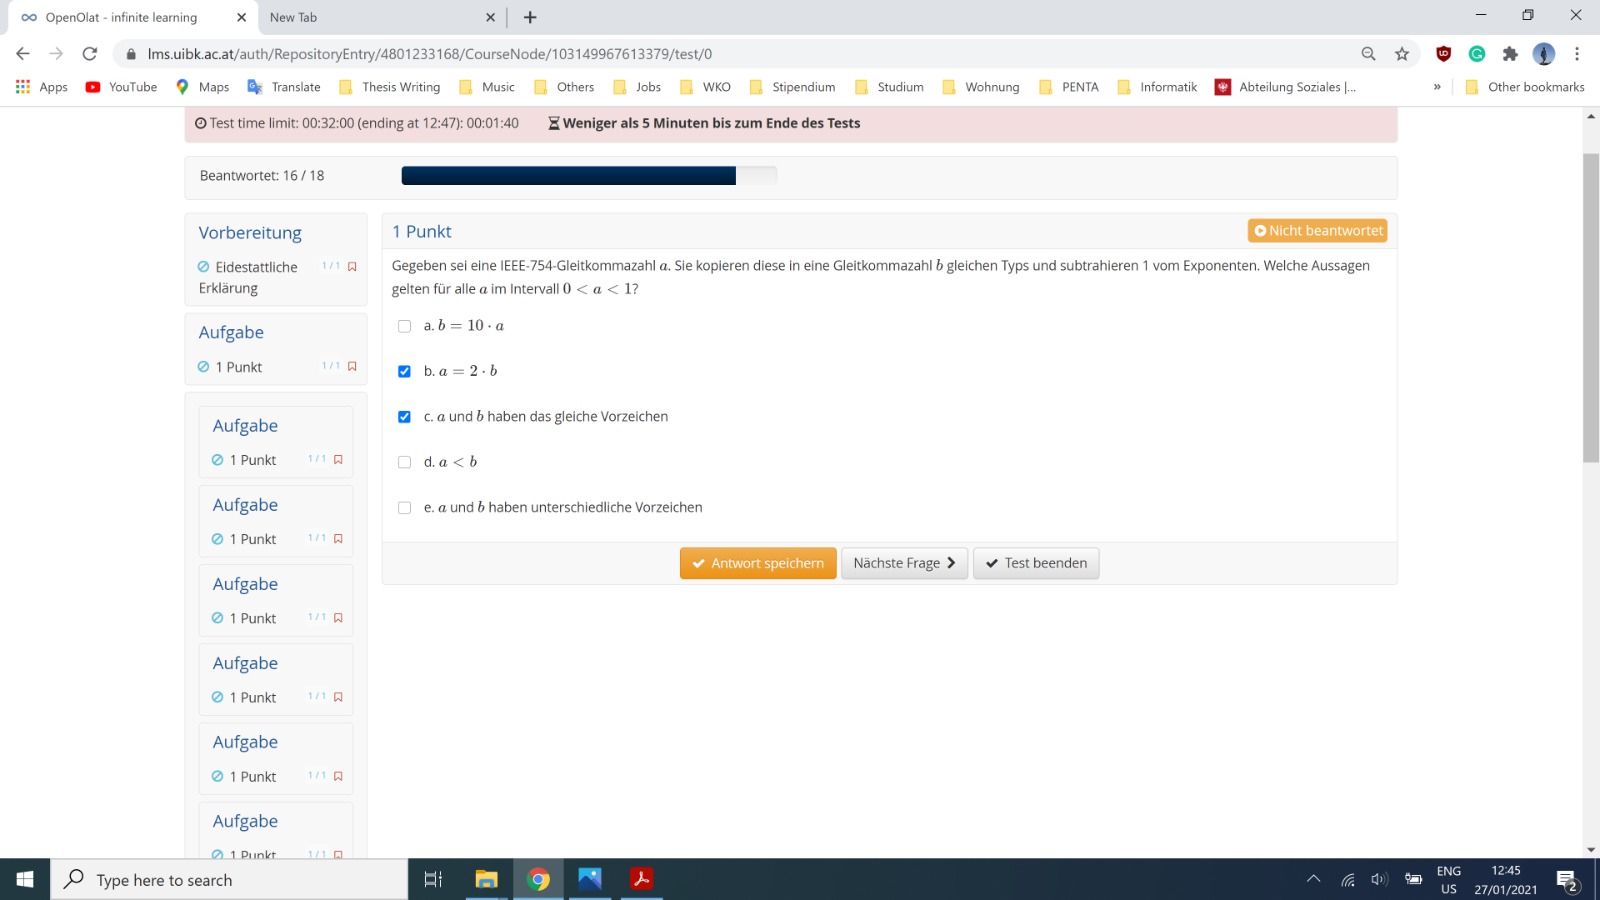 OpenOlat - infinite learning
New Tab
lms.uibk.ac.at/auth/RepositoryEntry/4801233168/CourseNode/103149967613379/test/0
Apps YouTube Maps Translate Thesis Writing Music Others Jobs WKO Stipendium Studium Wohnung PENTA Informatik Abteilung Soziales |... » Other bookmarks
Test time limit: 00:32:00 (ending at 12:47): 00:01:40 Weniger als 5 Minuten bis zum Ende des Tests
Beantwortet: 16 / 18
Vorbereitung
Eidestattliche 1 / 1
Erklärung
Aufgabe
1 Punkt 1 / 1
Aufgabe
1 Punkt 1 / 1
Aufgabe
1 Punkt 1 / 1
Aufgabe
1 Punkt 1 / 1
Aufgabe
1 Punkt 1 / 1
Aufgabe
1 Punkt 1 / 1
Aufgabe
1 Punkt 1 / 1
1 Punkt Nicht beantwortet
Gegeben sei eine IEEE-754-Gleitkommazahl a. Sie kopieren diese in eine Gleitkommazahl b gleichen Typs und subtrahieren 1 vom Exponenten. Welche Aussagen
gelten für alle a im Intervall 0 < a < 1?
a. b = 10 · a
b. a = 2 · b
c. a und b haben das gleiche Vorzeichen
d. a < b
e. a und b haben unterschiedliche Vorzeichen
Antwort speichern Nächste Frage Test beenden
Type here to search
ENG
US
12:45
27/01/2021
2